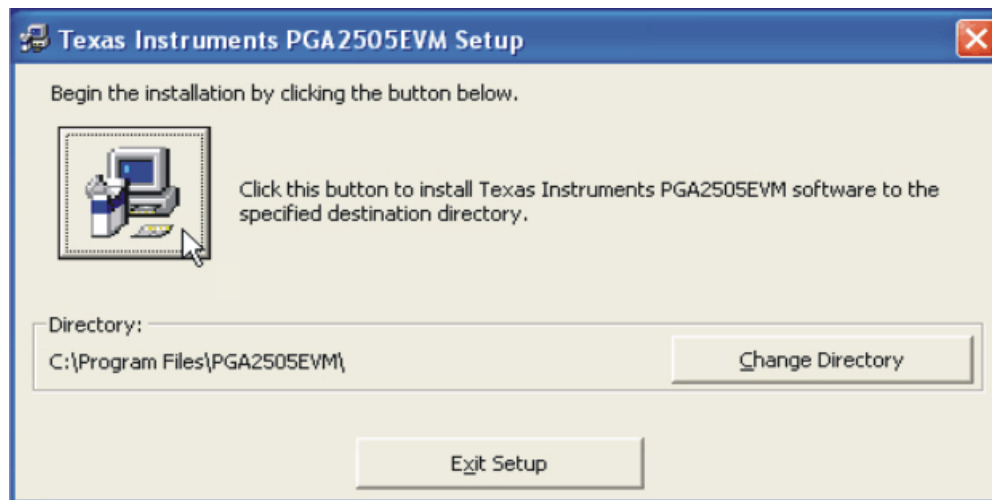 Texas Instruments PGA2505EVM Setup
Begin the installation by clicking the button below.
Click this button to install Texas Instruments PGA2505EVM software to the
specified destination directory.
Directory:
C:\Program Files\PGA2505EVM\
Change Directory
Exit Setup